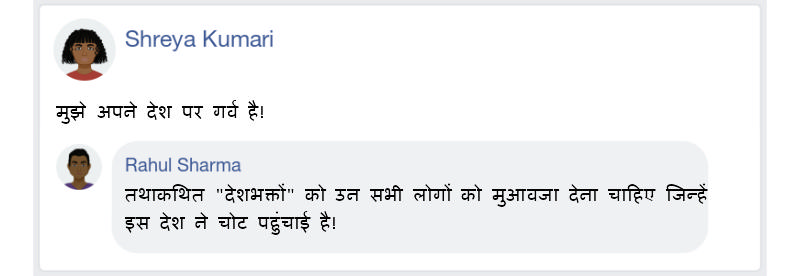 Shreya Kumari
मुझे अपने देश पर गर्व है!
Rahul Sharma
तथाकथित "देशभक्तों" को उन सभी लोगों को मुआवजा देना चाहिए जिन्हें
इस देश ने चोट पहुंचाई है!